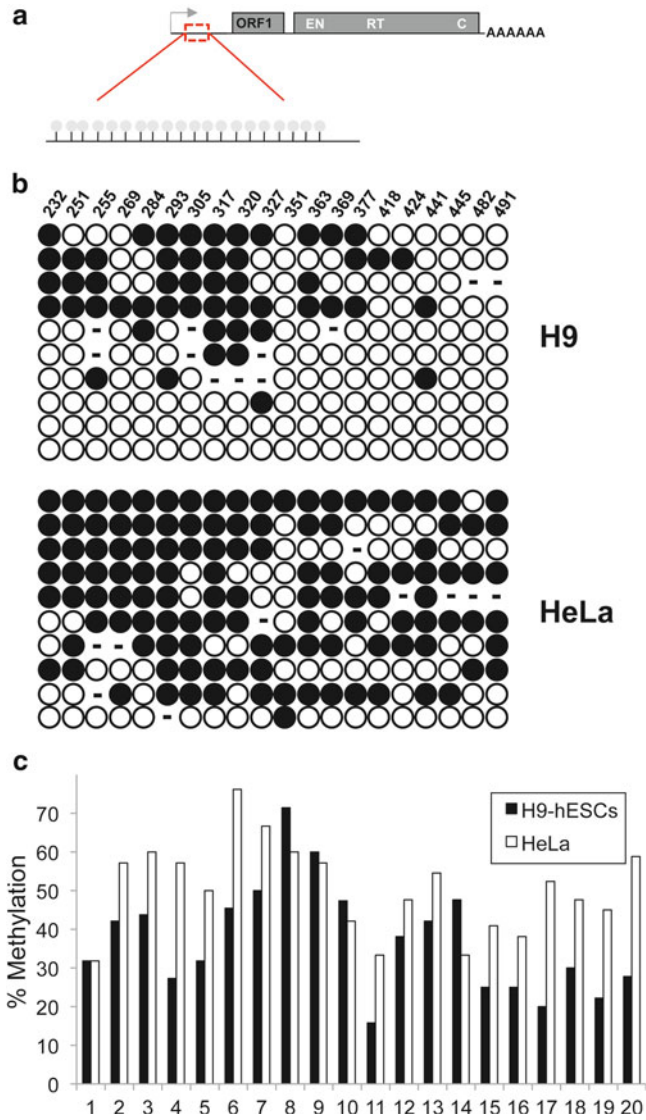 a
ORF1 EN RT C AAAAAA
b
232 251 255 269 284 293 305 317 320 327 351 363 369 377 418 424 441 445 482 491
H9
HeLa
c
% Methylation
70
60
50
40
30
20
10
0
H9-hESCs
HeLa
1 2 3 4 5 6 7 8 9 10 11 12 13 14 15 16 17 18 19 20